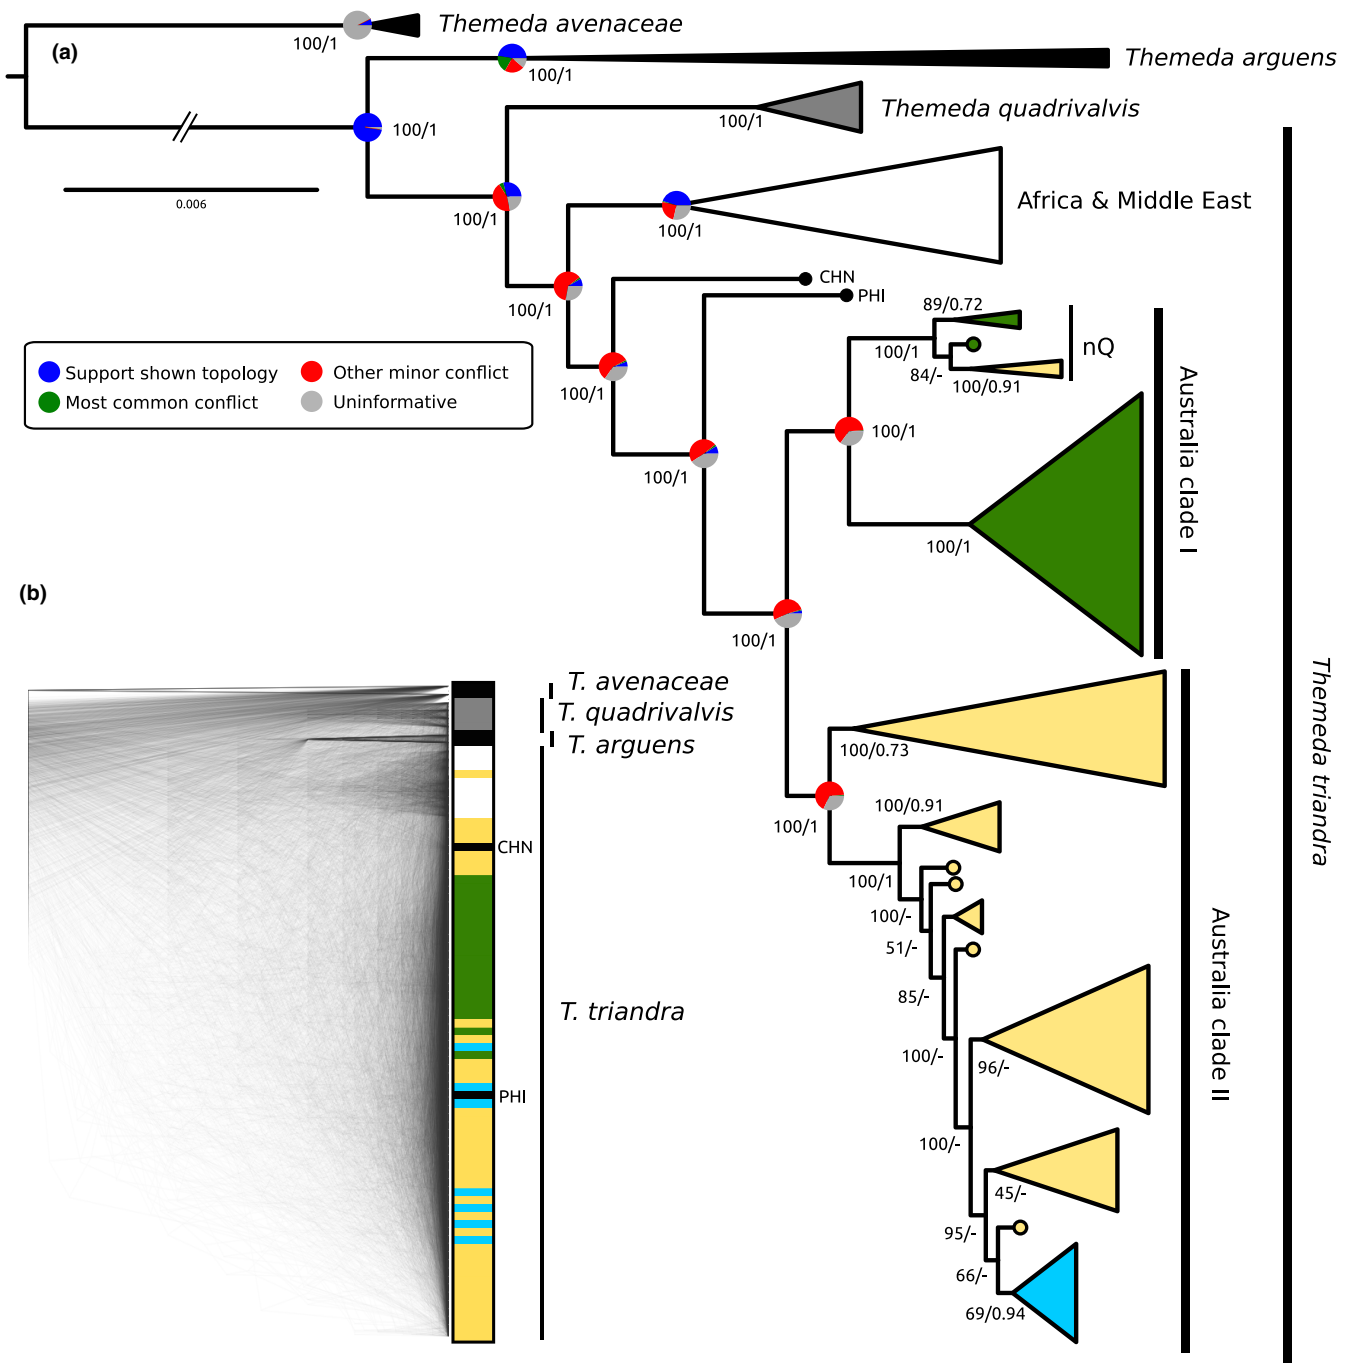 (a)
Themeda avenaceae
100/1
Themeda arguens
100/1
100/1
Themeda quadrivalvis
100/1
0.006
100/1
Africa & Middle East
100/1
100/1
CHN
PHI
Support shown topology
Other minor conflict
Most common conflict
Uninformative
100/1
89/0.72
100/1
84/-
100/0.91
nQ
100/1
100/1
100/1
Australia clade I
100/1
Themeda triandra
100/0.73
100/1
100/0.91
100/1
100/-
51/-
85/-
100/-
96/-
100/-
45/-
95/-
66/-
69/0.94
Australia clade II
(b)
T. avenaceae
T. quadrivalvis
T. arguens
CHN
T. triandra
PHI